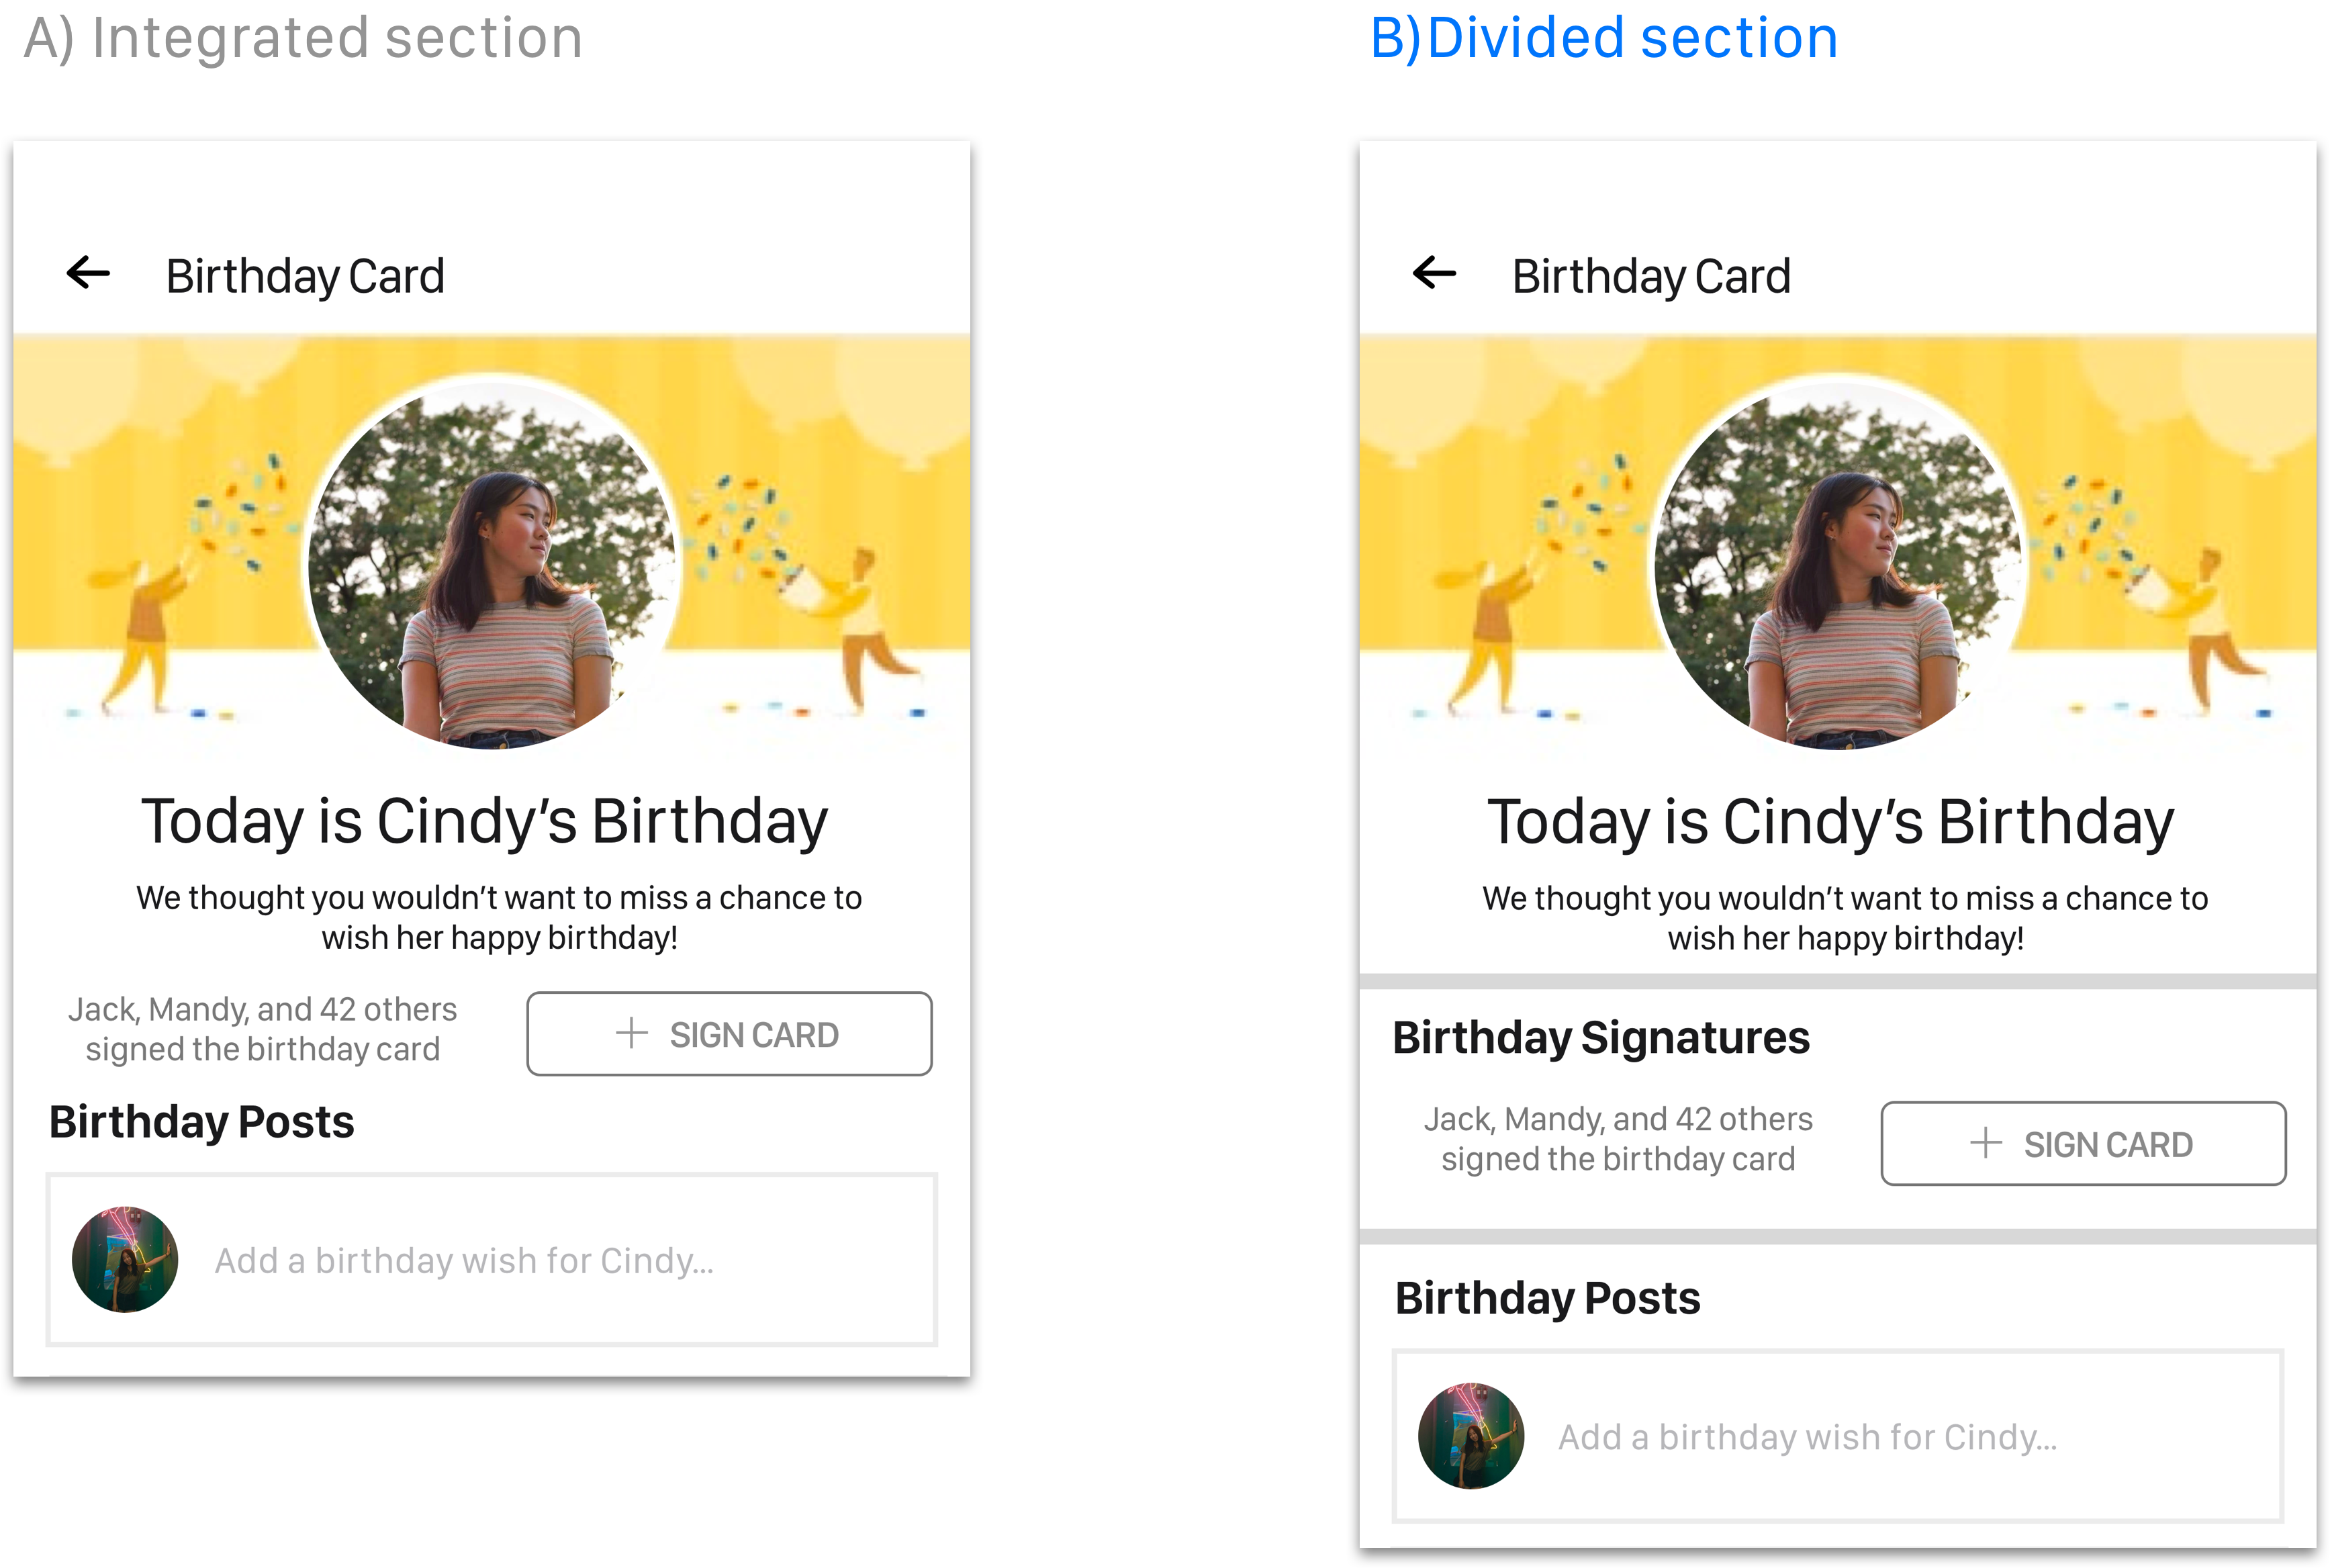 A) Integrated section
Birthday Card
Today is Cindy’s Birthday
We thought you wouldn’t want to miss a chance to
wish her happy birthday!
Jack, Mandy, and 42 others
signed the birthday card
+ SIGN CARD
Birthday Posts
Add a birthday wish for Cindy...
B)Divided section
Birthday Card
Today is Cindy’s Birthday
We thought you wouldn’t want to miss a chance to
wish her happy birthday!
Birthday Signatures
Jack, Mandy, and 42 others
signed the birthday card
+ SIGN CARD
Birthday Posts
Add a birthday wish for Cindy...